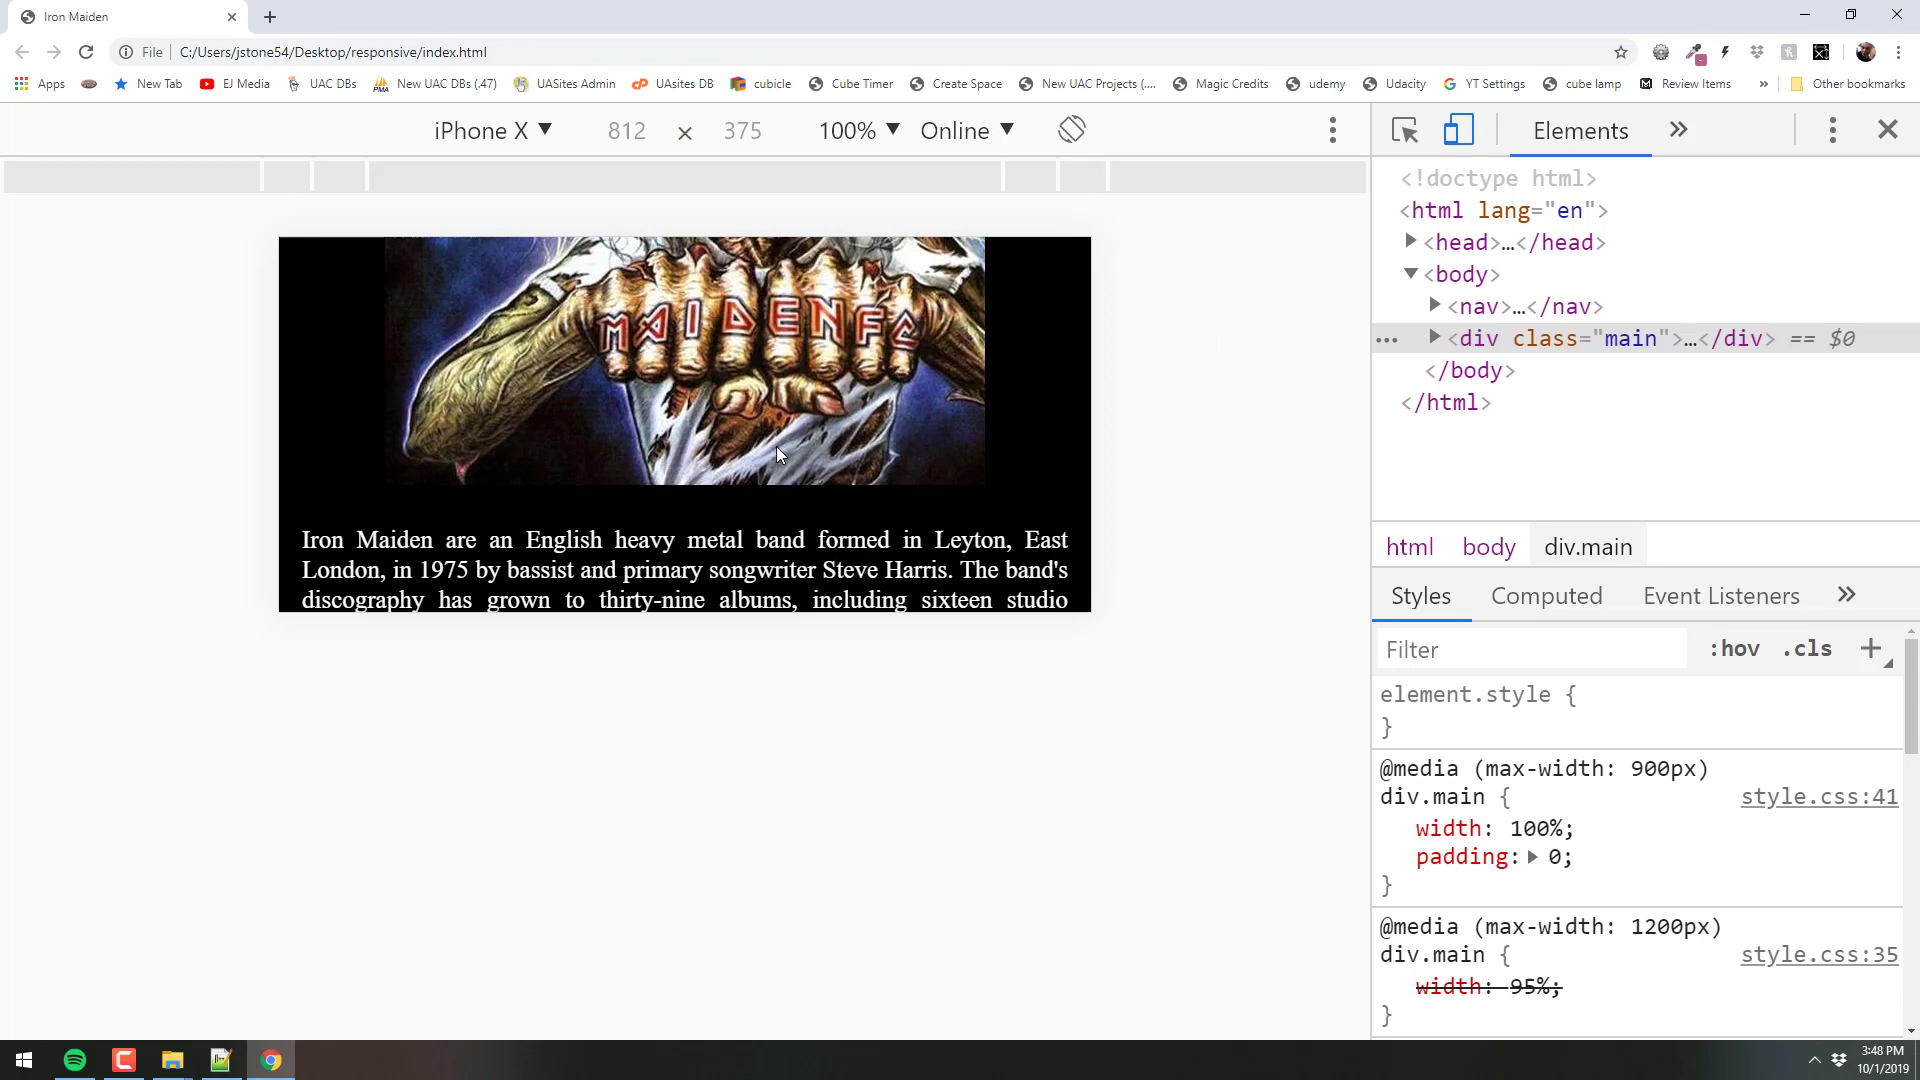 Iron Maiden
File
C:/Users/jstone54/Desktop/responsive/index.html
Apps
New Tab
EJ Media
UAC DBs
PMA
New UAC DBs (.47)
UASites Admin
UAsites DB
cubicle
Cube Timer
Create Space
New UAC Projects (....
Magic Credits
udemy
Udacity
YT Settings
cube lamp
Review Items
»
Other bookmarks
iPhone X ▼ 812 × 375 100% ▼ Online ▼
MAIDENFC
Iron Maiden are an English heavy metal band formed in Leyton, East
London, in 1975 by bassist and primary songwriter Steve Harris. The band's
discography has grown to thirty-nine albums, including sixteen studio
Elements »
<!doctype html>
<html lang="en">
<head>…</head>
<body>
<nav>…</nav>
<div class="main">…</div> == $0
</body>
</html>
html body div.main
Styles Computed Event Listeners »
Filter :hov .cls +
element.style {
}
@media (max-width: 900px)
div.main { style.css:41
width: 100%;
padding: 0;
}
@media (max-width: 1200px)
div.main { style.css:35
width: 95%;
}
3:48 PM
10/1/2019